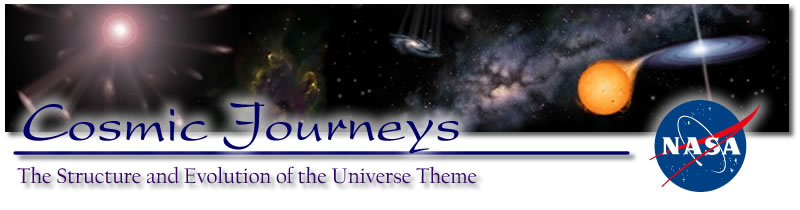 Cosmic Journeys
NASA
The Structure and Evolution of the Universe Theme